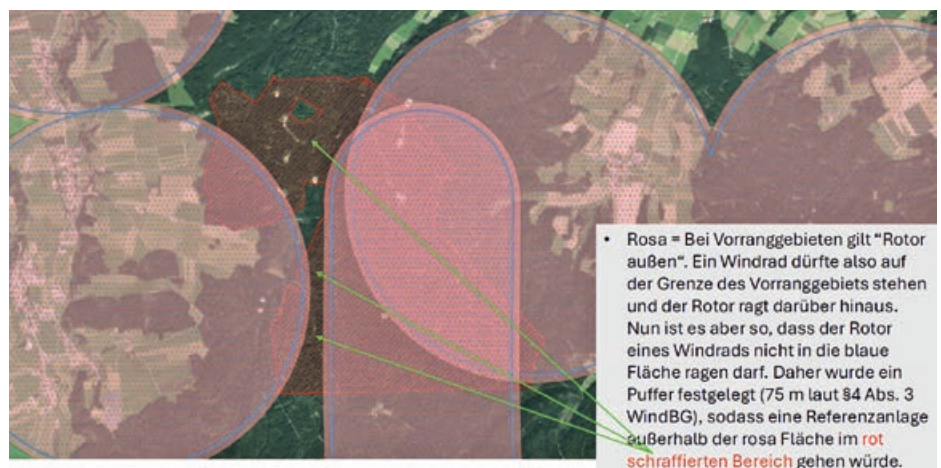 • Rosa = Bei Vorranggebieten gilt "Rotor
außen". Ein Windrad dürfte also auf
der Grenze des Vorranggebiets stehen
und der Rotor ragt darüber hinaus.
Nun ist es aber so, dass der Rotor
eines Windrads nicht in die blaue
Fläche ragen darf. Daher wurde ein
Puffer festgelegt (75 m laut §4 Abs. 3
WindBG), sodass eine Referenzanlage
außerhalb der rosa Fläche im rot
schraffierten Bereich gehen würde.